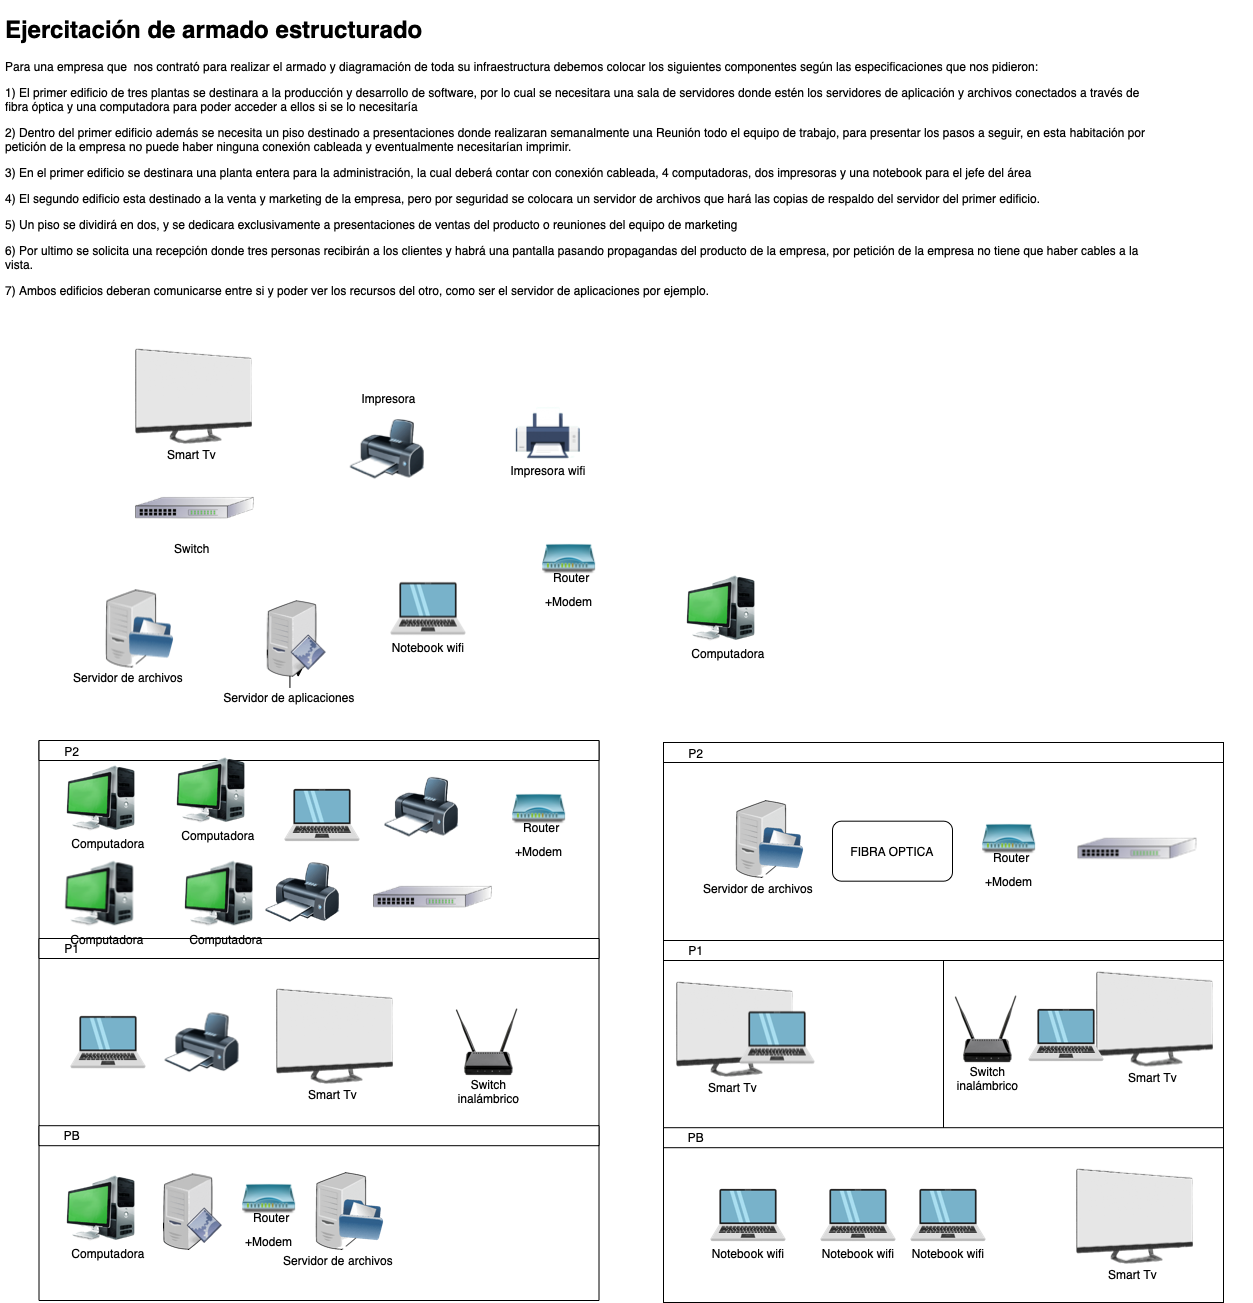 Ejercitación de armado estructurado
Para una empresa que  nos contrató para realizar el armado y diagramación de toda su infraestructura debemos colocar los siguientes componentes según las especificaciones que nos pidieron:
1) El primer edificio de tres plantas se destinara a la producción y desarrollo de software, por lo cual se necesitara una sala de servidores donde estén los servidores de aplicación y archivos conectados a través de
fibra óptica y una computadora para poder acceder a ellos si se lo necesitaría
2) Dentro del primer edificio además se necesita un piso destinado a presentaciones donde realizaran semanalmente una Reunión todo el equipo de trabajo, para presentar los pasos a seguir, en esta habitación por
petición de la empresa no puede haber ninguna conexión cableada y eventualmente necesitarían imprimir.
3) En el primer edificio se destinara una planta entera para la administración, la cual deberá contar con conexión cableada, 4 computadoras, dos impresoras y una notebook para el jefe del área
4) El segundo edificio esta destinado a la venta y marketing de la empresa, pero por seguridad se colocara un servidor de archivos que hará las copias de respaldo del servidor del primer edificio.
5) Un piso se dividirá en dos, y se dedicara exclusivamente a presentaciones de ventas del producto o reuniones del equipo de marketing
6) Por ultimo se solicita una recepción donde tres personas recibirán a los clientes y habrá una pantalla pasando propagandas del producto de la empresa, por petición de la empresa no tiene que haber cables a la
vista.
7) Ambos edificios deberan comunicarse entre si y poder ver los recursos del otro, como ser el servidor de aplicaciones por ejemplo.
Smart Tv
Impresora
Impresora wifi
Switch
Router
+Modem
Notebook wifi
Computadora
Servidor de archivos
Servidor de aplicaciones
P2
Computadora
Computadora
Router
+Modem
Computadora
Computadora
P1
Smart Tv
Switch
inalámbrico
PB
Computadora
Router
+Modem
Servidor de archivos
P2
Servidor de archivos
FIBRA OPTICA
Router
+Modem
P1
Smart Tv
Switch
inalámbrico
Smart Tv
PB
Notebook wifi
Notebook wifi
Notebook wifi
Smart Tv